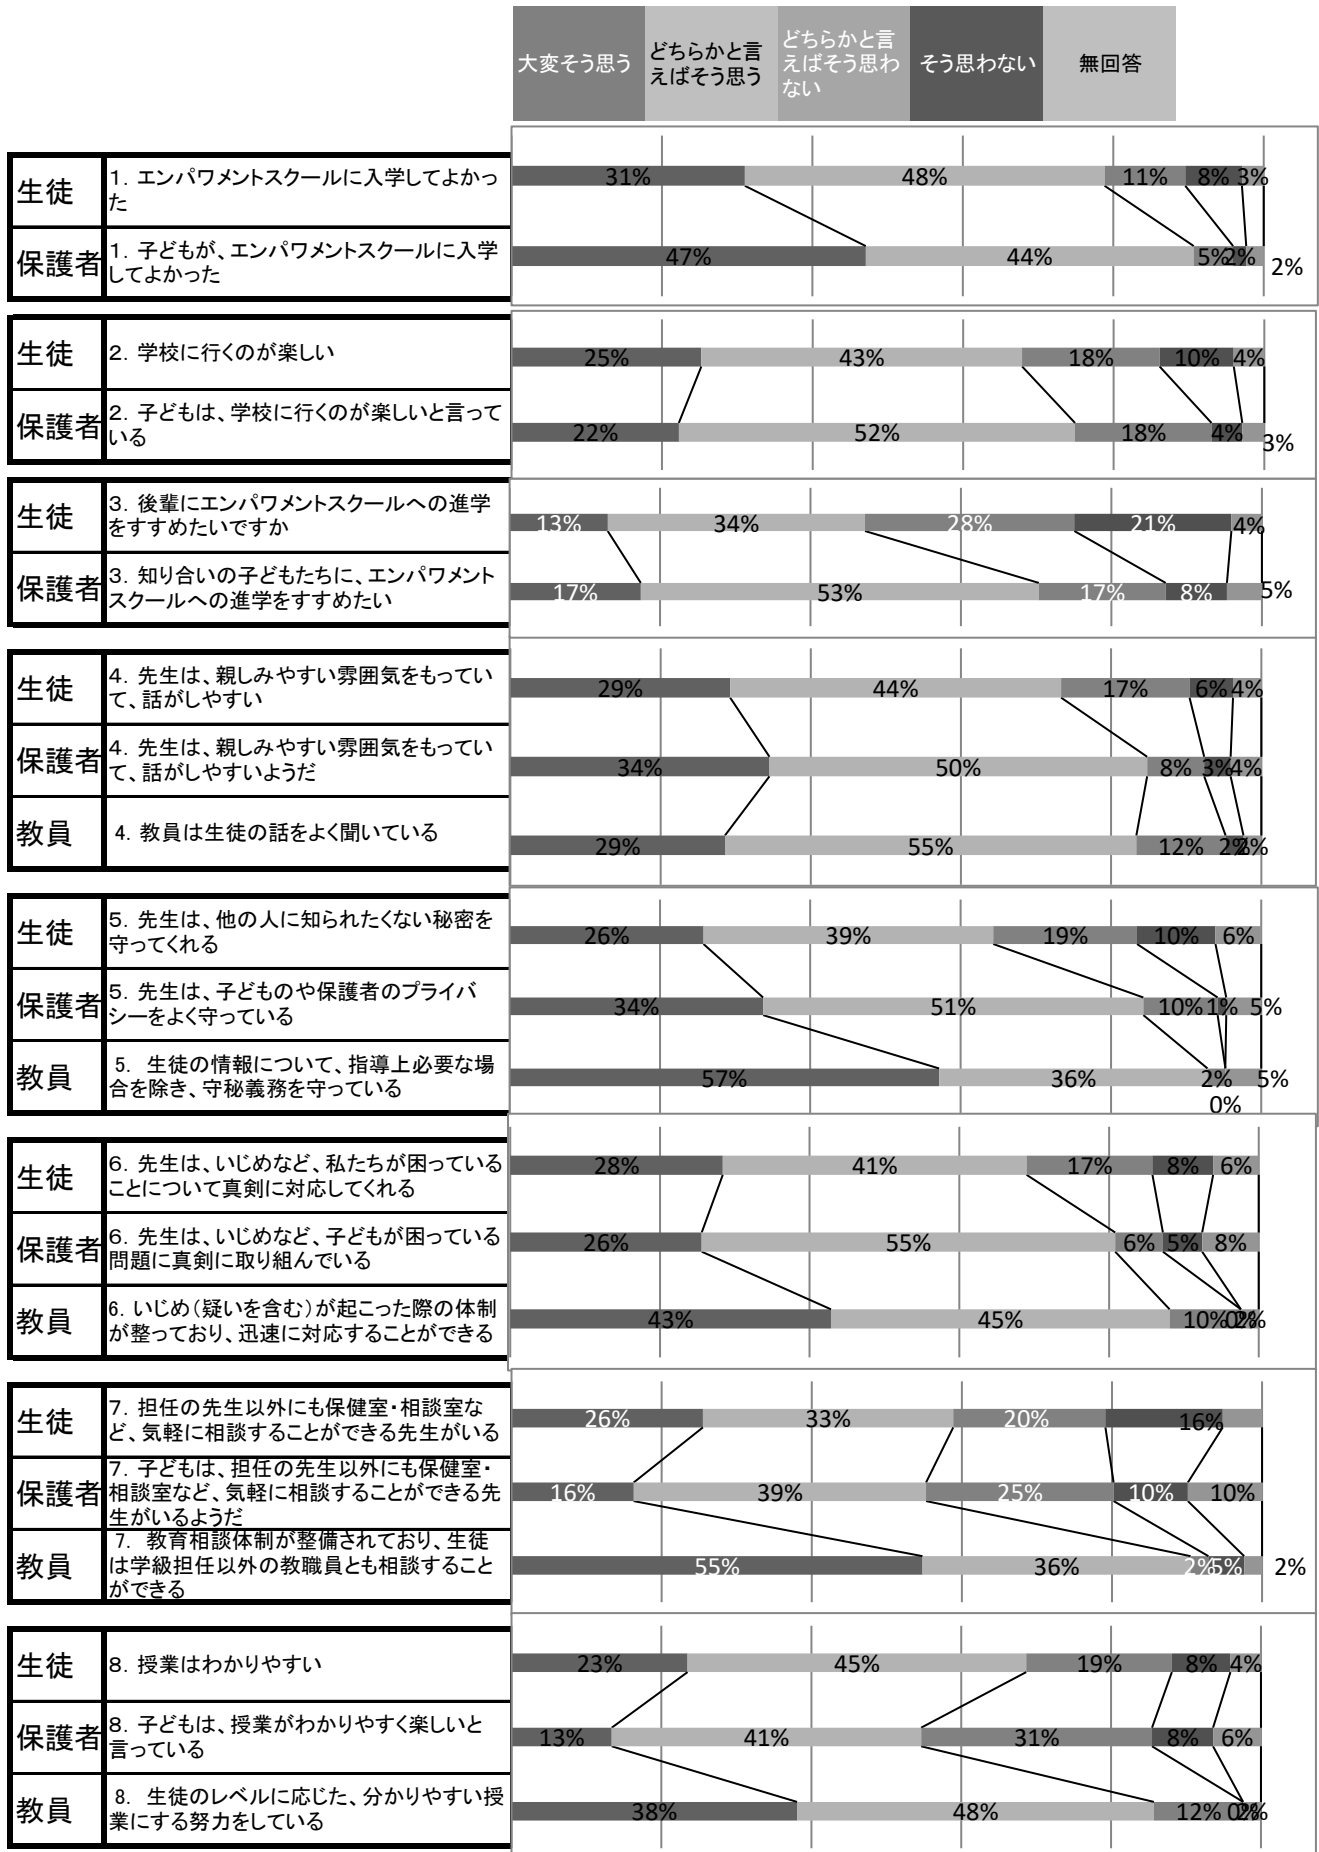 大変そう思う
どちらかと言
えばそう思う
どちらかと言
えばそう思わ
ない
そう思わない
無回答
生徒
1．エンパワメントスクールに入学してよかっ
た
31%
48%
11%
8%
3%
保護者
1．子どもが、エンパワメントスクールに入学
してよかった
47%
44%
5%
2%
2%
生徒
2．学校に行くのが楽しい
25%
43%
18%
10%
4%
保護者
2．子どもは、学校に行くのが楽しいと言って
いる
22%
52%
18%
4%
3%
生徒
3．後輩にエンパワメントスクールへの進学
をすすめたいですか
13%
34%
28%
21%
4%
保護者
3．知り合いの子どもたちに、エンパワメント
スクールへの進学をすすめたい
17%
53%
17%
8%
5%
生徒
4．先生は、親しみやすい雰囲気をもってい
て、話がしやすい
29%
44%
17%
6%
4%
保護者
4．先生は、親しみやすい雰囲気をもってい
て、話がしやすいようだ
34%
50%
8%
3%
4%
教員
4．教員は生徒の話をよく聞いている
29%
55%
12%
2%
2%
生徒
5．先生は、他の人に知られたくない秘密を
守ってくれる
26%
39%
19%
10%
6%
保護者
5．先生は、子どものや保護者のプライバ
シーをよく守っている
34%
51%
10%
1%
5%
教員
5．生徒の情報について、指導上必要な場
合を除き、守秘義務を守っている
57%
36%
2%
0%
5%
生徒
6．先生は、いじめなど、私たちが困っている
ことについて真剣に対応してくれる
28%
41%
17%
8%
6%
保護者
6．先生は、いじめなど、子どもが困っている
問題に真剣に取り組んでいる
26%
55%
6%
5%
8%
教員
6．いじめ（疑いを含む）が起こった際の体制
が整っており、迅速に対応することができる
43%
45%
10%
0%
2%
生徒
7．担任の先生以外にも保健室・相談室な
ど、気軽に相談することができる先生がいる
26%
33%
20%
16%
保護者
7．子どもは、担任の先生以外にも保健室・
相談室など、気軽に相談することができる先
生がいるようだ
16%
39%
25%
10%
10%
教員
7．教育相談体制が整備されており、生徒
は学級担任以外の教職員とも相談すること
ができる
55%
36%
2%
5%
2%
生徒
8．授業はわかりやすい
23%
45%
19%
8%
4%
保護者
8．子どもは、授業がわかりやすく楽しいと
言っている
13%
41%
31%
8%
6%
教員
8．生徒のレベルに応じた、分かりやすい授
業にする努力をしている
38%
48%
12%
0%
2%